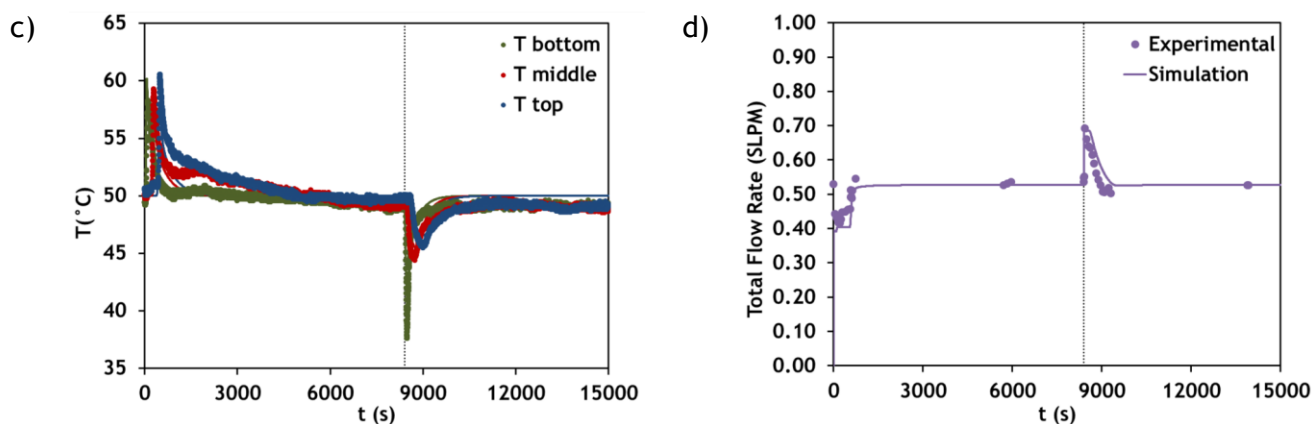 c)
T(°C)
65
60
55
50
45
40
35
0
3000
6000
9000
12000
15000
t (s)
T bottom
T middle
T top
d)
Total Flow Rate (SLPM)
1.00
0.90
0.80
0.70
0.60
0.50
0.40
0.30
0.20
0.10
0.00
0
3000
6000
9000
12000
15000
t (s)
Experimental
Simulation